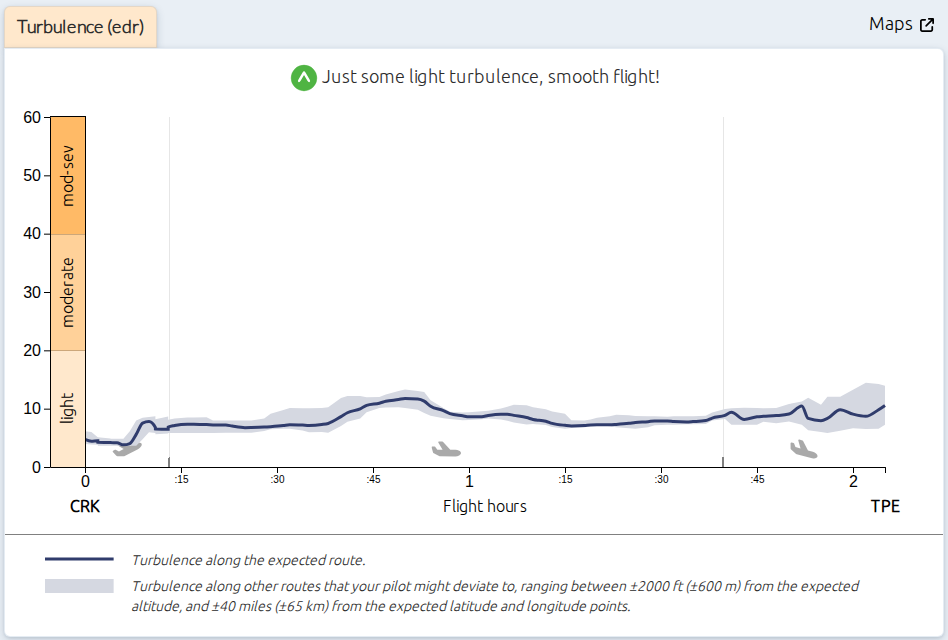 Turbulence (edr)
Maps
Just some light turbulence, smooth flight!
60
50
40
30
20
10
0
mod-sev
moderate
light
0 :15 :30 :45 1 :15 :30 :45 2
CRK Flight hours TPE
Turbulence along the expected route.
Turbulence along other routes that your pilot might deviate to, ranging between ±2000 ft (±600 m) from the expected
altitude, and ±40 miles (±65 km) from the expected latitude and longitude points.